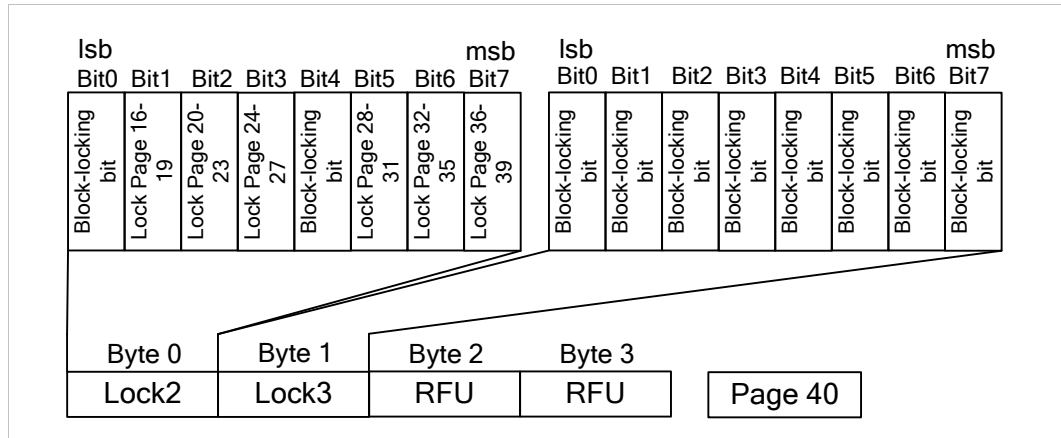 lsb msb lsb msb
Bit0 Bit1 Bit2 Bit3 Bit4 Bit5 Bit6 Bit7 Bit0 Bit1 Bit2 Bit3 Bit4 Bit5 Bit6 Bit7
Block-locking
bit
Lock Page 16-
19
Lock Page 20-
23
Lock Page 24-
27
Block-locking
bit
Lock Page 28-
31
Lock Page 32-
35
Lock Page 36-
39
Block-locking
bit
Block-locking
bit
Block-locking
bit
Block-locking
bit
Block-locking
bit
Block-locking
bit
Block-locking
bit
Block-locking
bit
Byte 0 Byte 1 Byte 2 Byte 3
Lock2 Lock3 RFU RFU Page 40